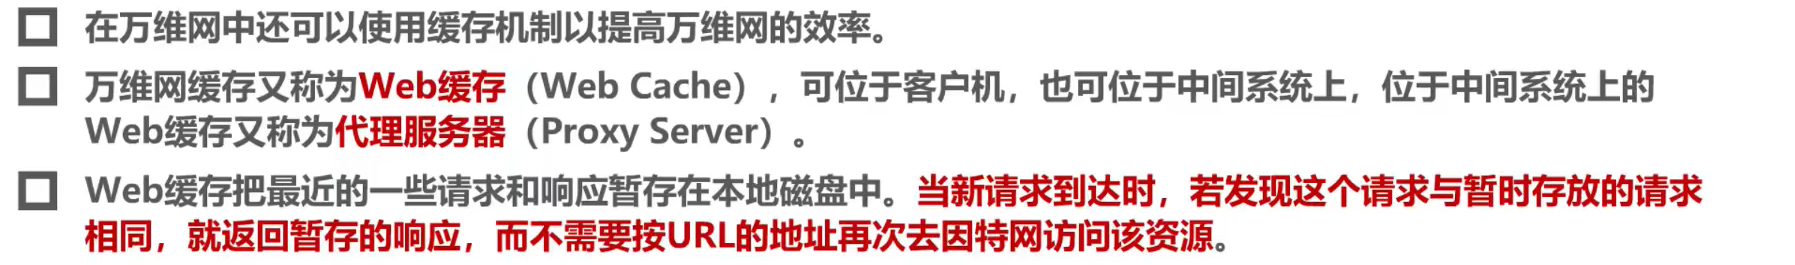 在万维网中还可以使用缓存机制以提高万维网的效率。
万维网缓存又称为Web缓存（Web Cache），可位于客户机，也可位于中间系统上，位于中间系统上的
Web缓存又称为代理服务器（Proxy Server）。
Web缓存把最近的一些请求和响应暂存在本地磁盘中。当新请求到达时，若发现这个请求与暂时存放的请求
相同，就返回暂存的响应，而不需要按URL的地址再次去因特网访问该资源。